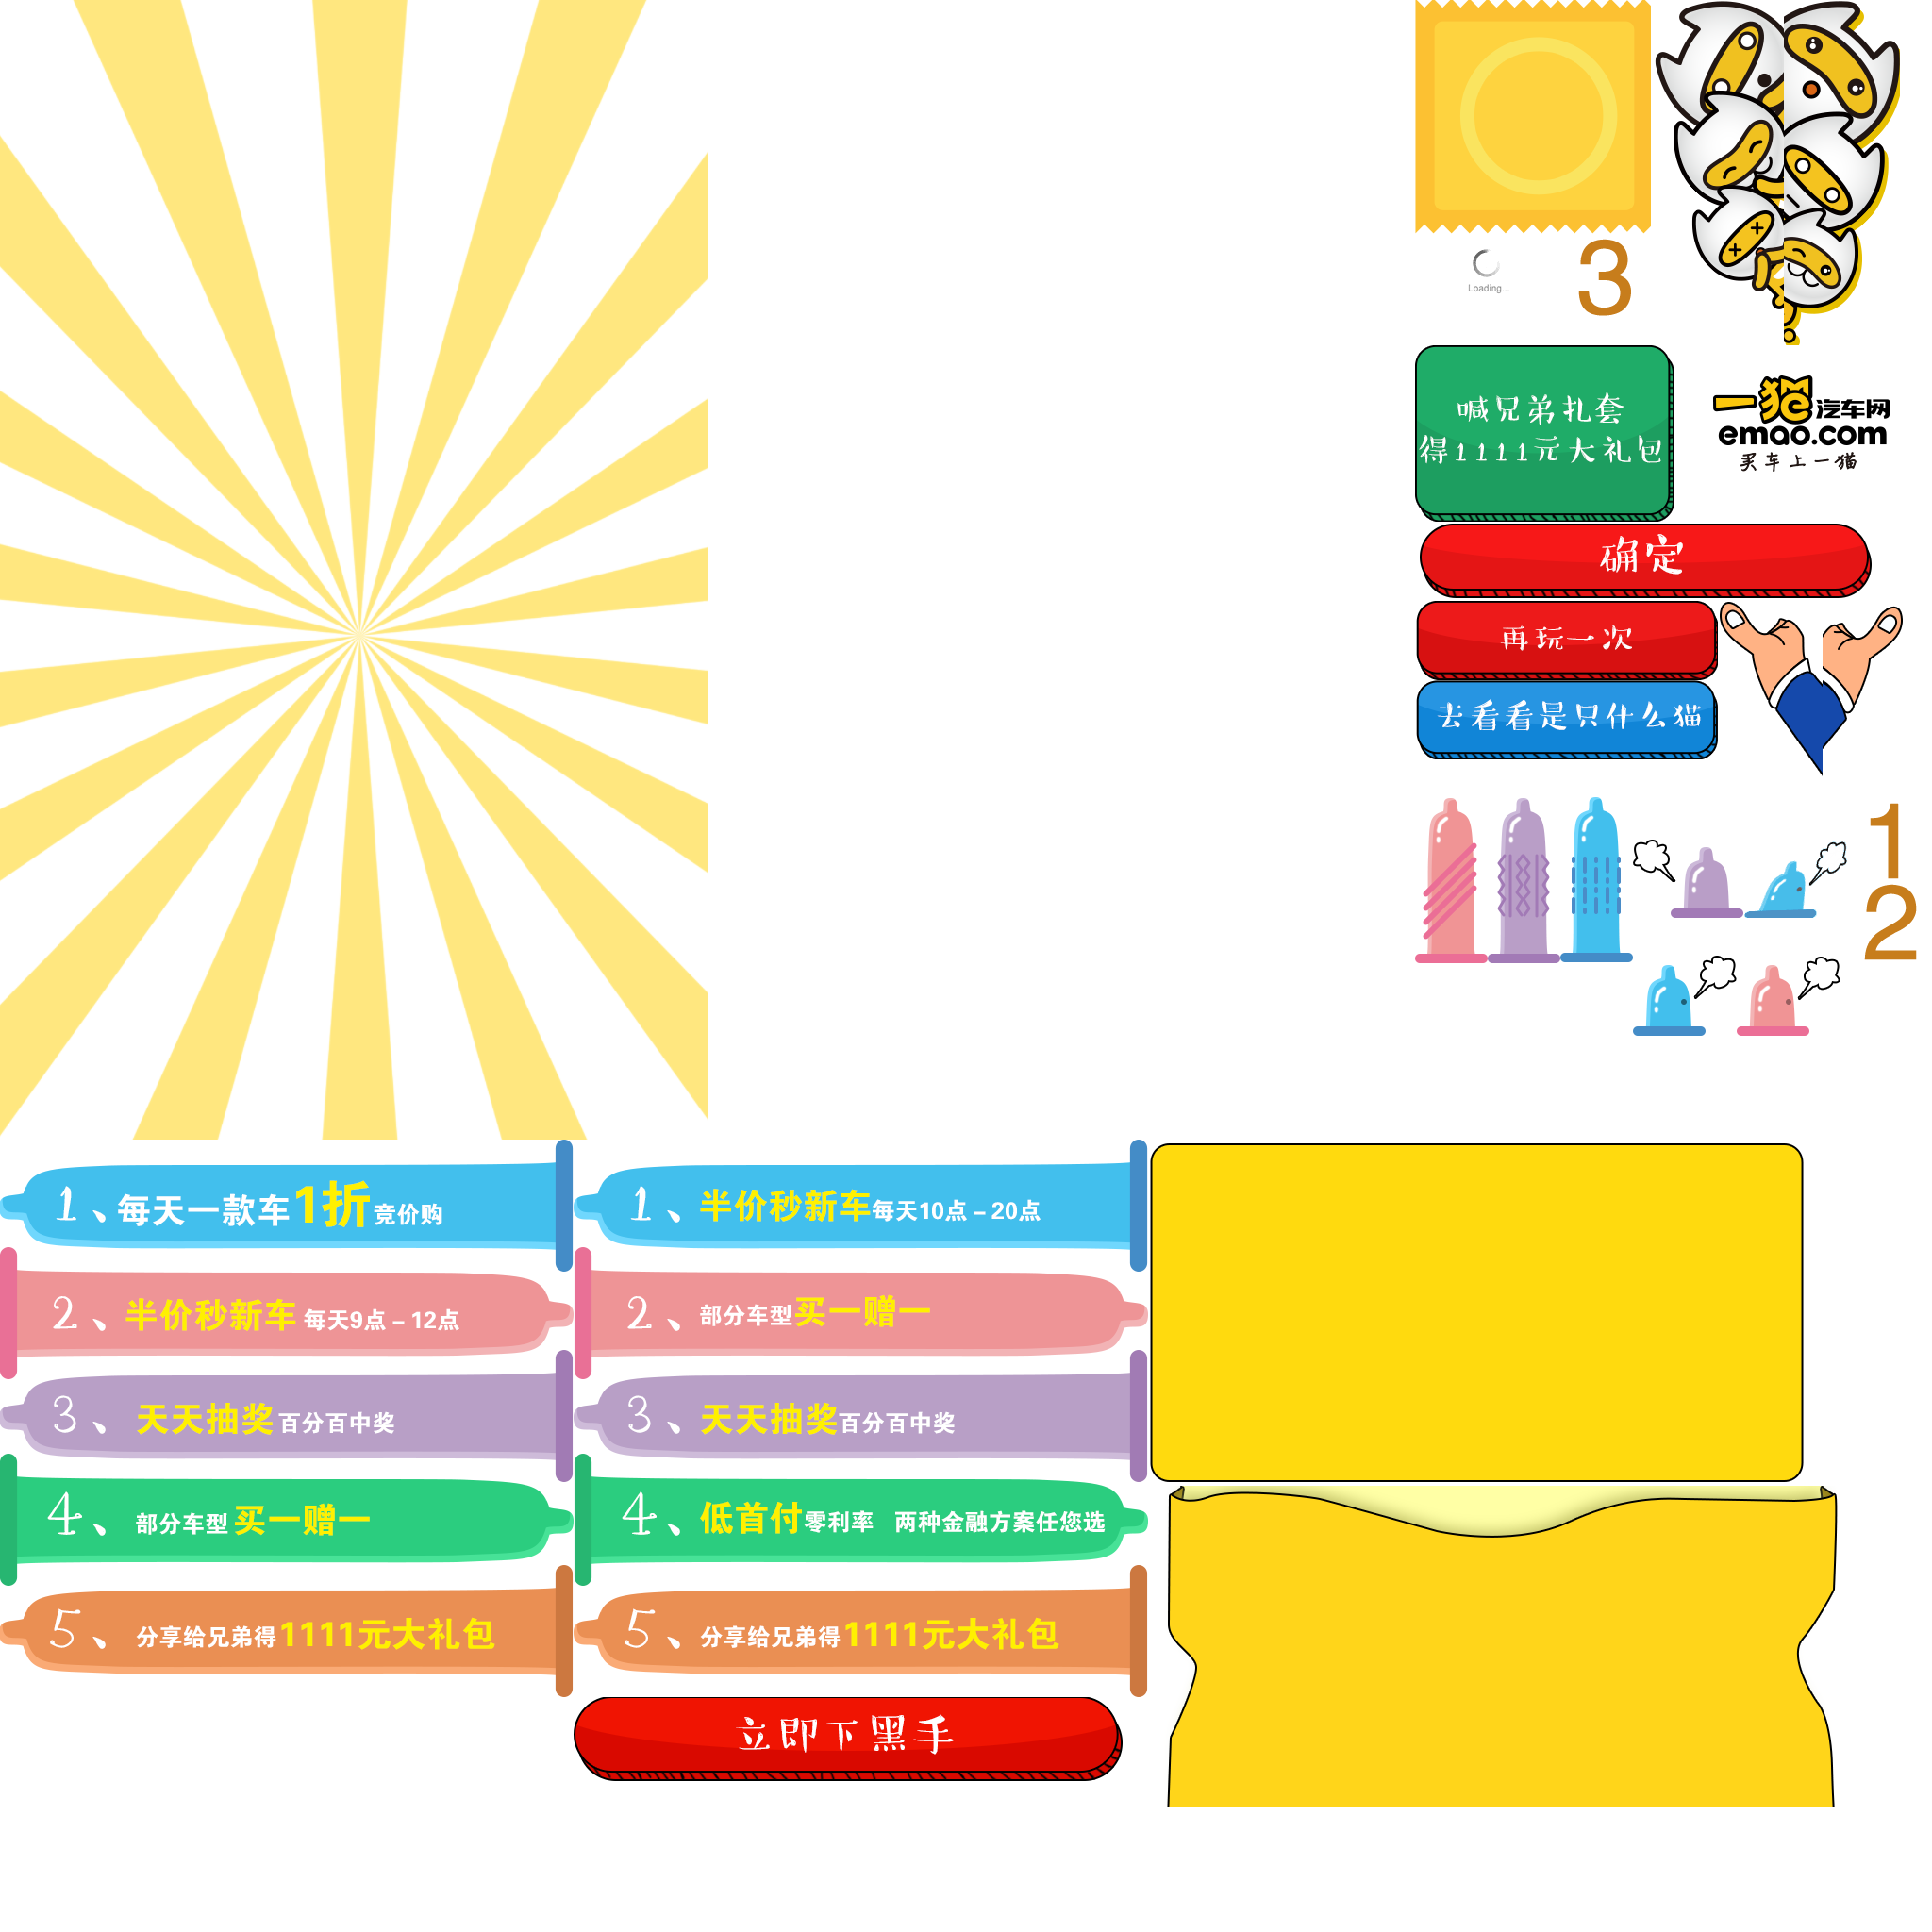 3
Loading...
喊兄弟扎套
得1111元大礼包
一猫汽车网
emao.com
买车上一猫
确定
再玩一次
去看看是只什么猫
1
2
1、每天一款车1折竞价购
2、半价秒新车 每天9点－12点
3、天天抽奖百分百中奖
4、部分车型买一赠一
5、分享给兄弟得1111元大礼包
1、半价秒新车每天10点－20点
2、部分车型买一赠一
3、天天抽奖百分百中奖
4、低首付零利率 两种金融方案任您选
5、分享给兄弟得1111元大礼包
立即下黑手